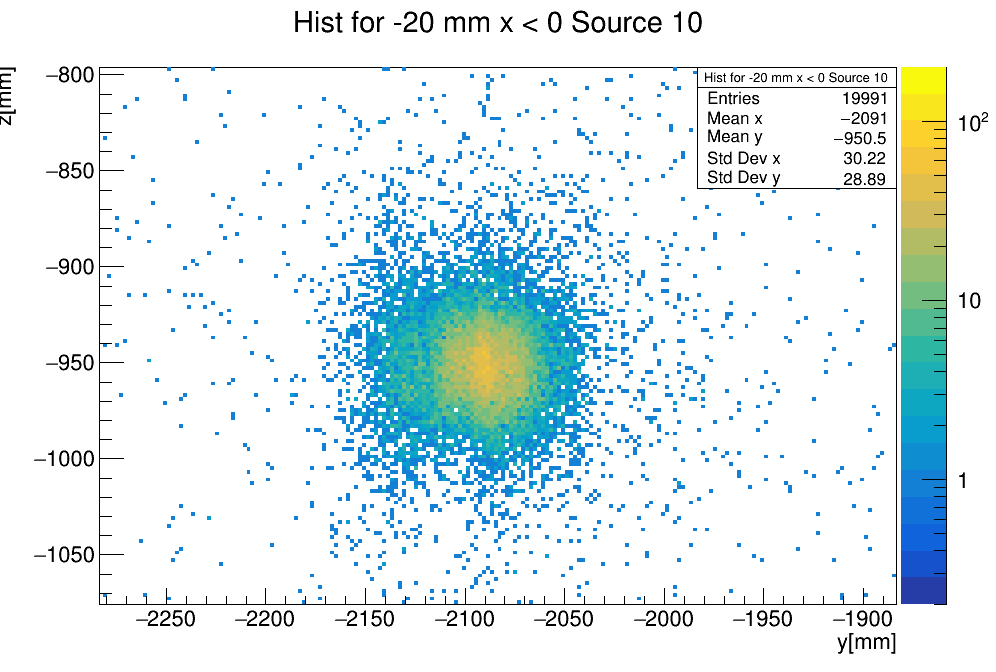 Hist for -20 mm x < 0 Source 10
z[mm]
Hist for -20 mm x < 0 Source 10
Entries 19991
Mean x −2091
Mean y −950.5
Std Dev x 30.22
Std Dev y 28.89
−800
−850
−900
−950
−1000
−1050
10²
10
1
−2250 −2200 −2150 −2100 −2050 −2000 −1950 −1900
y[mm]